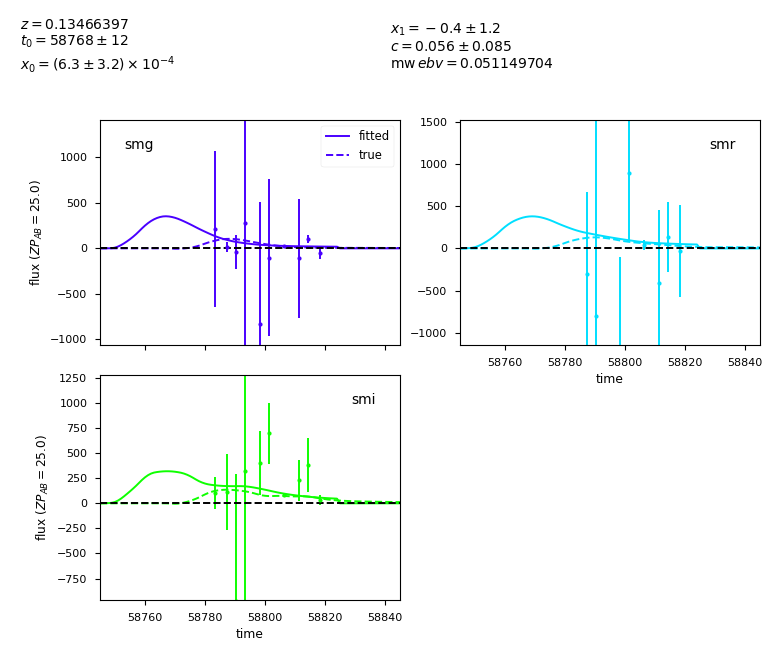 z = 0.13466397
t₀ = 58768 ± 12
x₀ = (6.3 ± 3.2) × 10⁻⁴
x₁ = − 0.4 ± 1.2
c = 0.056 ± 0.085
mw ebv = 0.051149704
smg
fitted
true
1000
500
0
−500
−1000
flux (ZP_AB = 25.0)
smr
1500
1000
500
0
−500
−1000
58760 58780 58800 58820 58840
time
smi
1250
1000
750
500
250
0
−250
−500
−750
flux (ZP_AB = 25.0)
58760 58780 58800 58820 58840
time